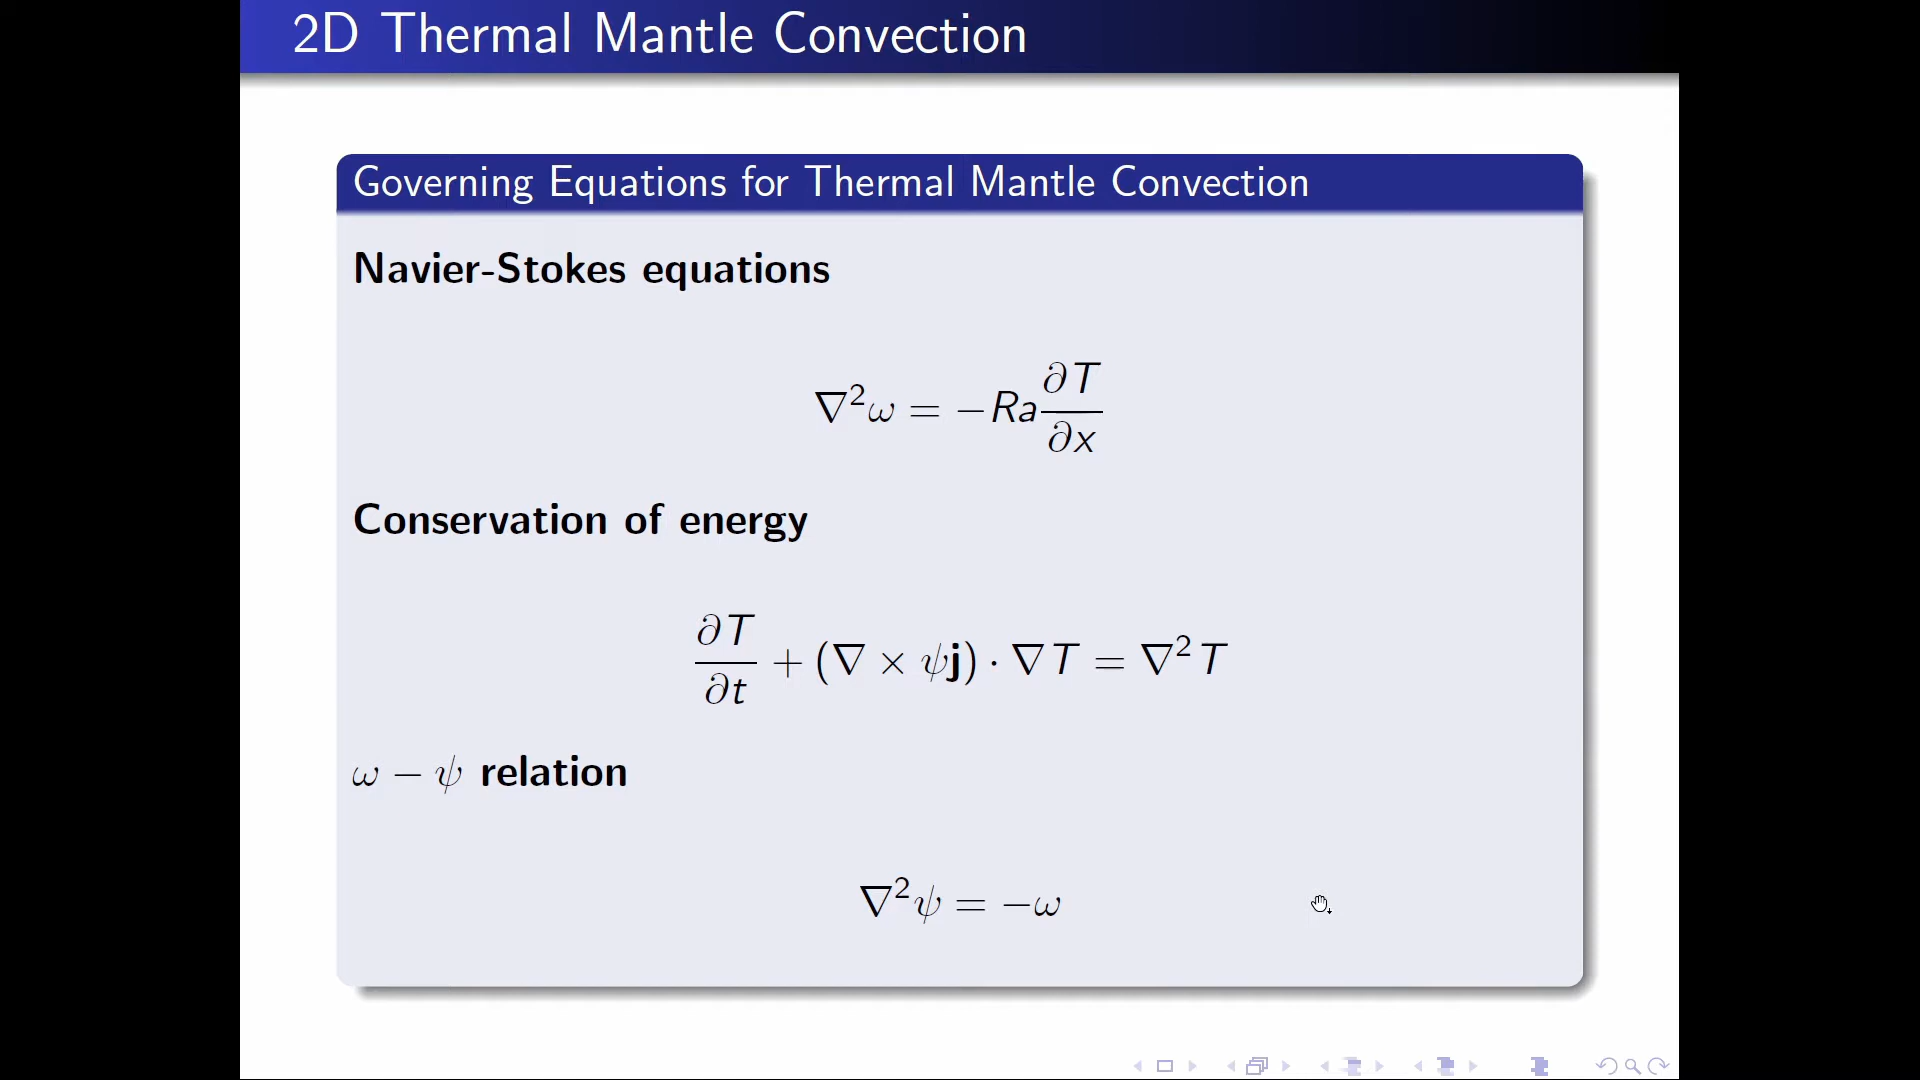 2D Thermal Mantle Convection
Governing Equations for Thermal Mantle Convection
Navier-Stokes equations
∇²ω = −Ra ∂T/∂x
Conservation of energy
∂T/∂t + (∇ × ψj) · ∇T = ∇²T
ω − ψ relation
∇²ψ = −ω